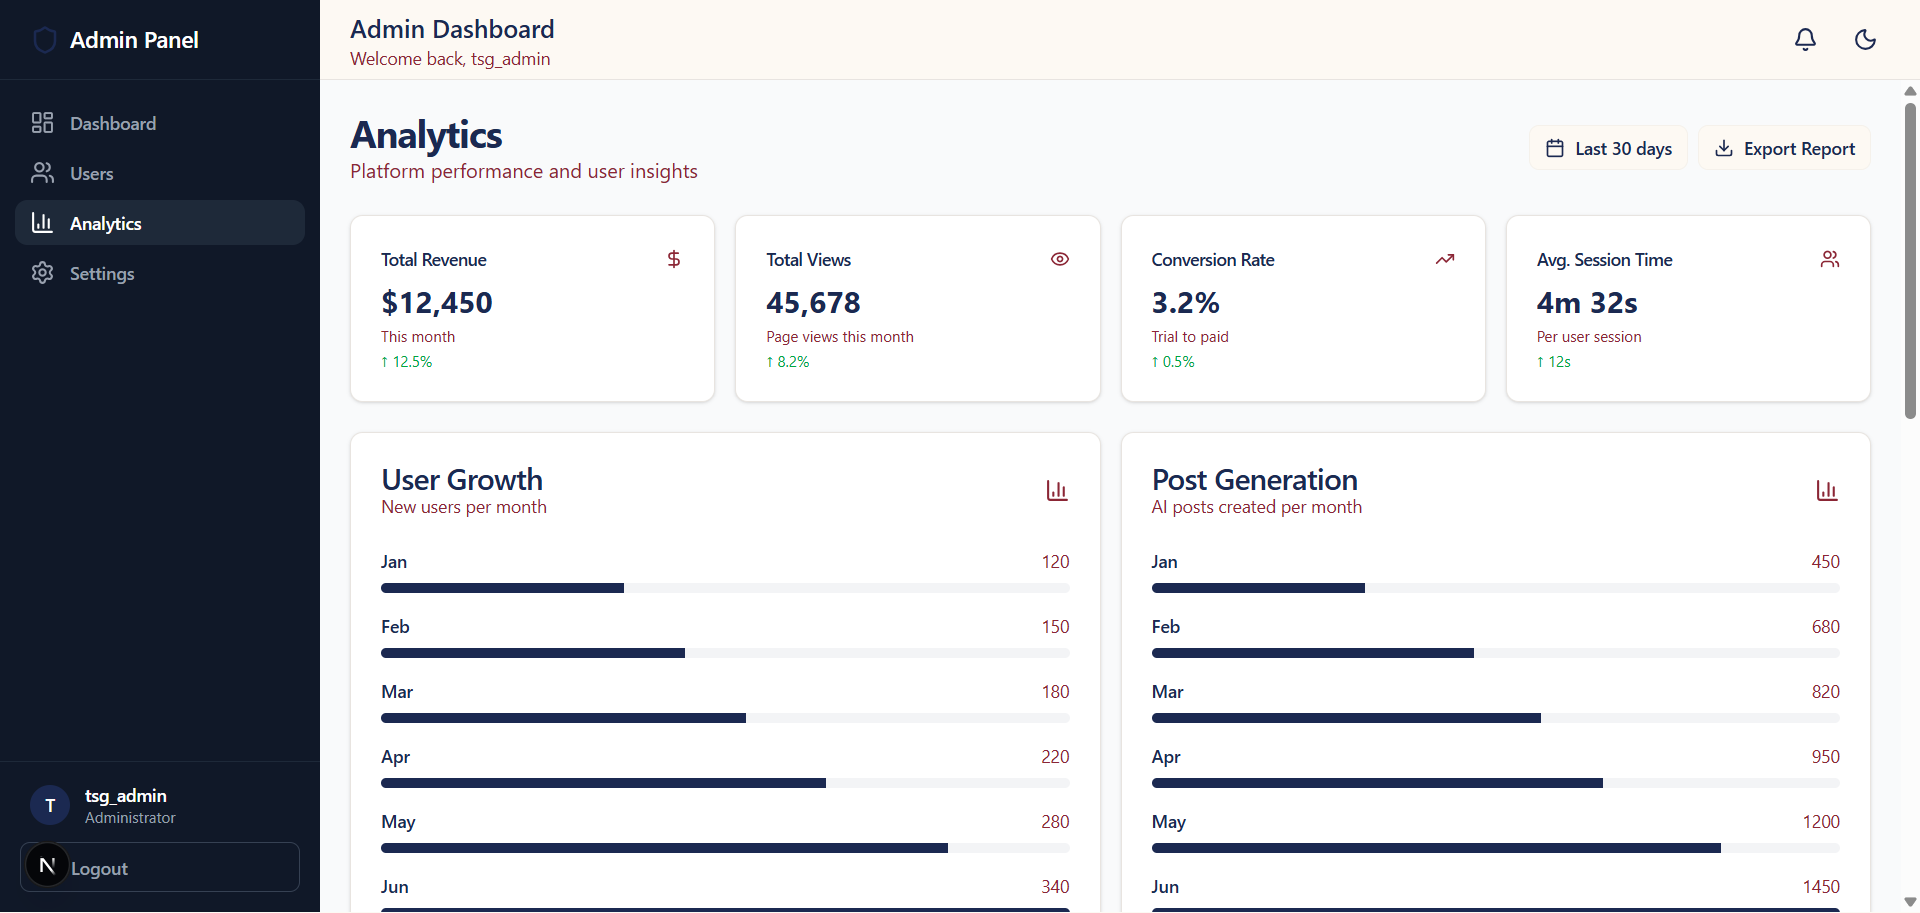 Admin Panel
Dashboard
Users
Analytics
Settings
tsg_admin
Administrator
T
N
Logout
Admin Dashboard
Welcome back, tsg_admin
Analytics
Platform performance and user insights
Last 30 days
Export Report
Total Revenue
$
$12,450
This month
↑ 12.5%
Total Views
45,678
Page views this month
↑ 8.2%
Conversion Rate
3.2%
Trial to paid
↑ 0.5%
Avg. Session Time
4m 32s
Per user session
↑ 12s
User Growth
New users per month
Jan 120
Feb 150
Mar 180
Apr 220
May 280
Jun 340
Post Generation
AI posts created per month
Jan 450
Feb 680
Mar 820
Apr 950
May 1200
Jun 1450